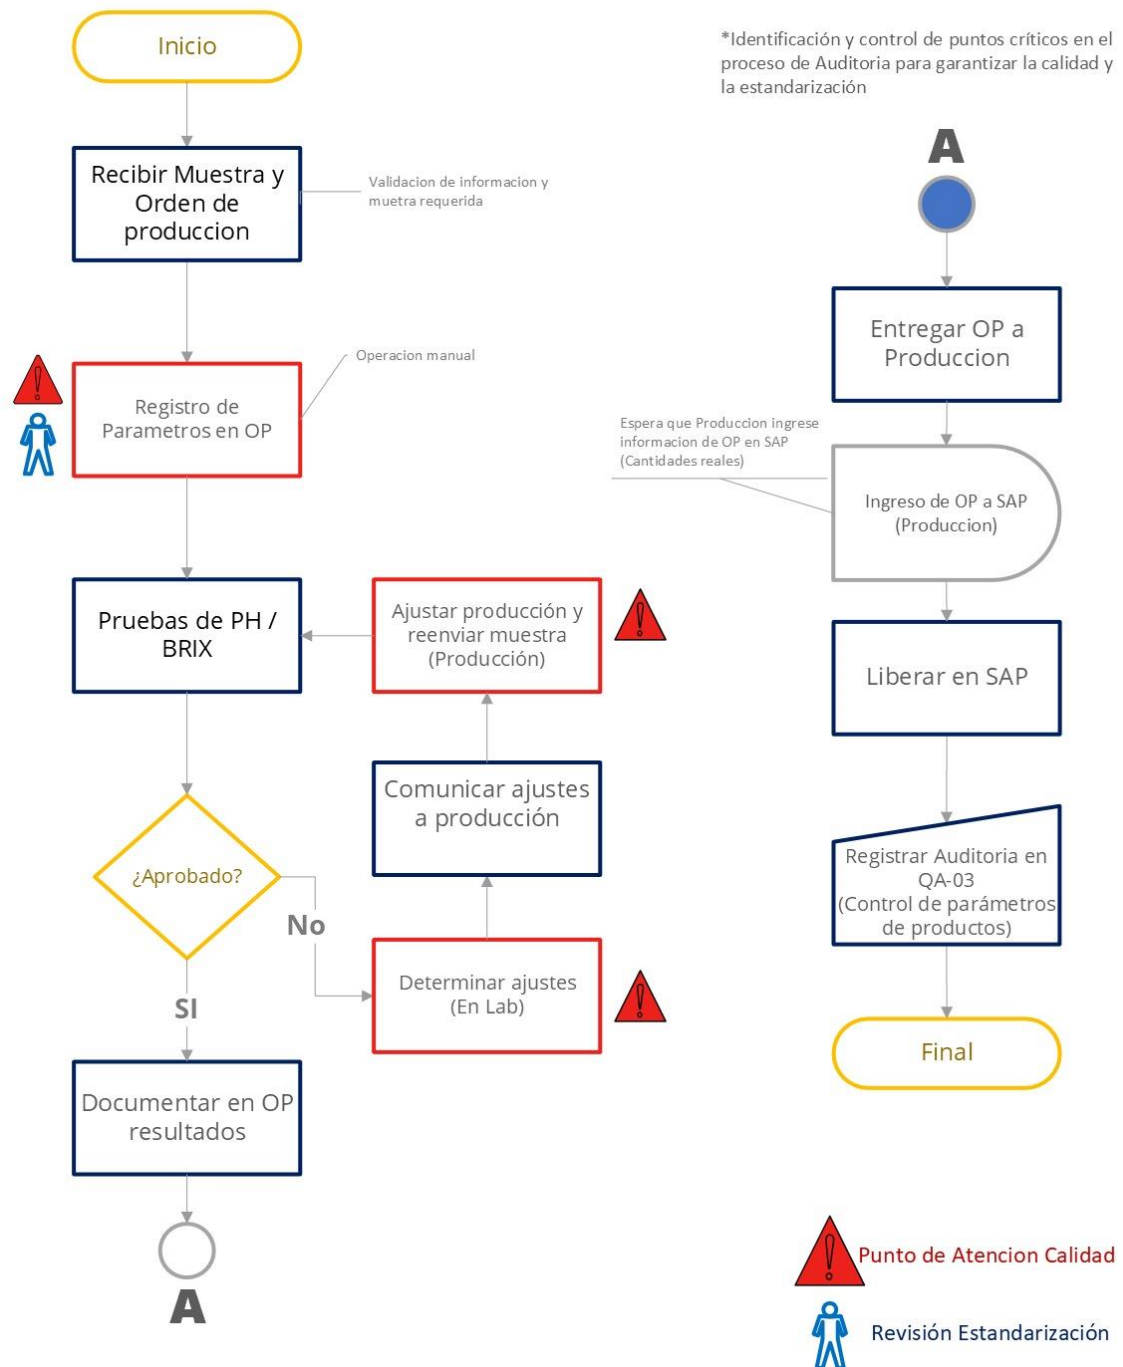 Inicio
Recibir Muestra y
Orden de
produccion
Validacion de informacion y
muetra requerida
Registro de
Parametros en OP
Operacion manual
Pruebas de PH /
BRIX
Ajustar producción y
reenviar muestra
(Producción)
Comunicar ajustes
a producción
¿Aprobado?
No
Determinar ajustes
(En Lab)
SI
Documentar en OP
resultados
A
*Identificación y control de puntos críticos en el
proceso de Auditoria para garantizar la calidad y
la estandarización
A
Entregar OP a
Produccion
Espera que Produccion ingrese
informacion de OP en SAP
(Cantidades reales)
Ingreso de OP a SAP
(Produccion)
Liberar en SAP
Registrar Auditoria en
QA-03
(Control de parámetros
de productos)
Final
Punto de Atencion Calidad
Revisión Estandarización